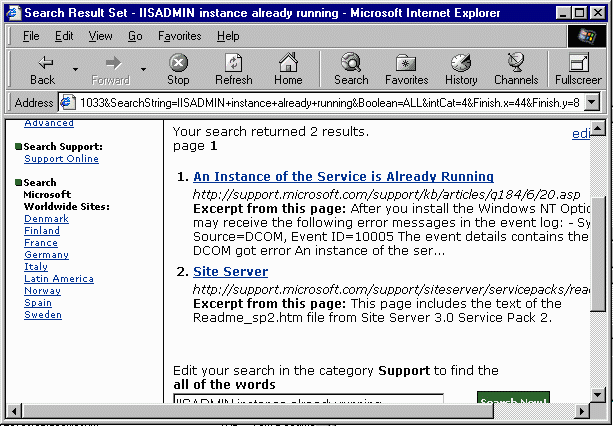 Search Result Set - IISADMIN instance already running - Microsoft Internet Explorer
File Edit View Go Favorites Help
Back Forward Stop Refresh Home Search Favorites History Channels Fullscreen
Address 1033&SearchString=IISADMIN+instance+already+running&Boolean=ALL&intCat=4&Finish.x=44&Finish.y=8
Advanced
Search Support:
Support Online
Search
Microsoft
Worldwide Sites:
Denmark
Finland
France
Germany
Italy
Latin America
Norway
Spain
Sweden
Your search returned 2 results.
page 1
edi
1. An Instance of the Service is Already Running
http://support.microsoft.com/support/kb/articles/q184/6/20.asp
Excerpt from this page: After you install the Windows NT Optio
may receive the following error messages in the event log: - Sy
Source=DCOM, Event ID=10005 The event details contains the
DCOM got error An instance of the ser...
2. Site Server
http://support.microsoft.com/support/siteserver/servicepacks/rea
Excerpt from this page: This page includes the text of the
Readme_sp2.htm file from Site Server 3.0 Service Pack 2.
Edit your search in the category Support to find the
all of the words
IISADMIN instance already running
Search Now!